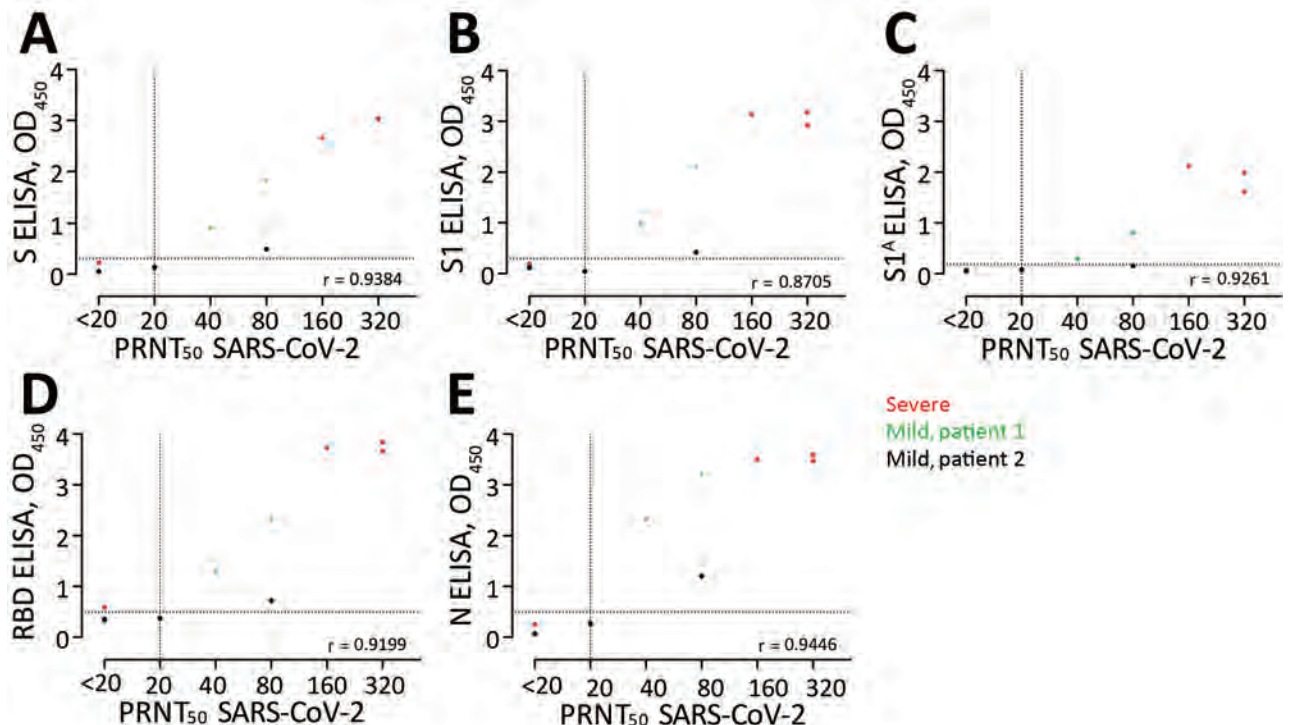 A
B
C
S ELISA, OD450
4
3
2
1
0
r = 0.9384
<20 20 40 80 160 320
PRNT50 SARS-CoV-2
S1 ELISA, OD450
4
3
2
1
0
r = 0.8705
<20 20 40 80 160 320
PRNT50 SARS-CoV-2
S1A ELISA, OD450
4
3
2
1
0
r = 0.9261
<20 20 40 80 160 320
PRNT50 SARS-CoV-2
D
E
RBD ELISA, OD450
4
3
2
1
0
r = 0.9199
<20 20 40 80 160 320
PRNT50 SARS-CoV-2
N ELISA, OD450
4
3
2
1
0
r = 0.9446
<20 20 40 80 160 320
PRNT50 SARS-CoV-2
Severe
Mild, patient 1
Mild, patient 2